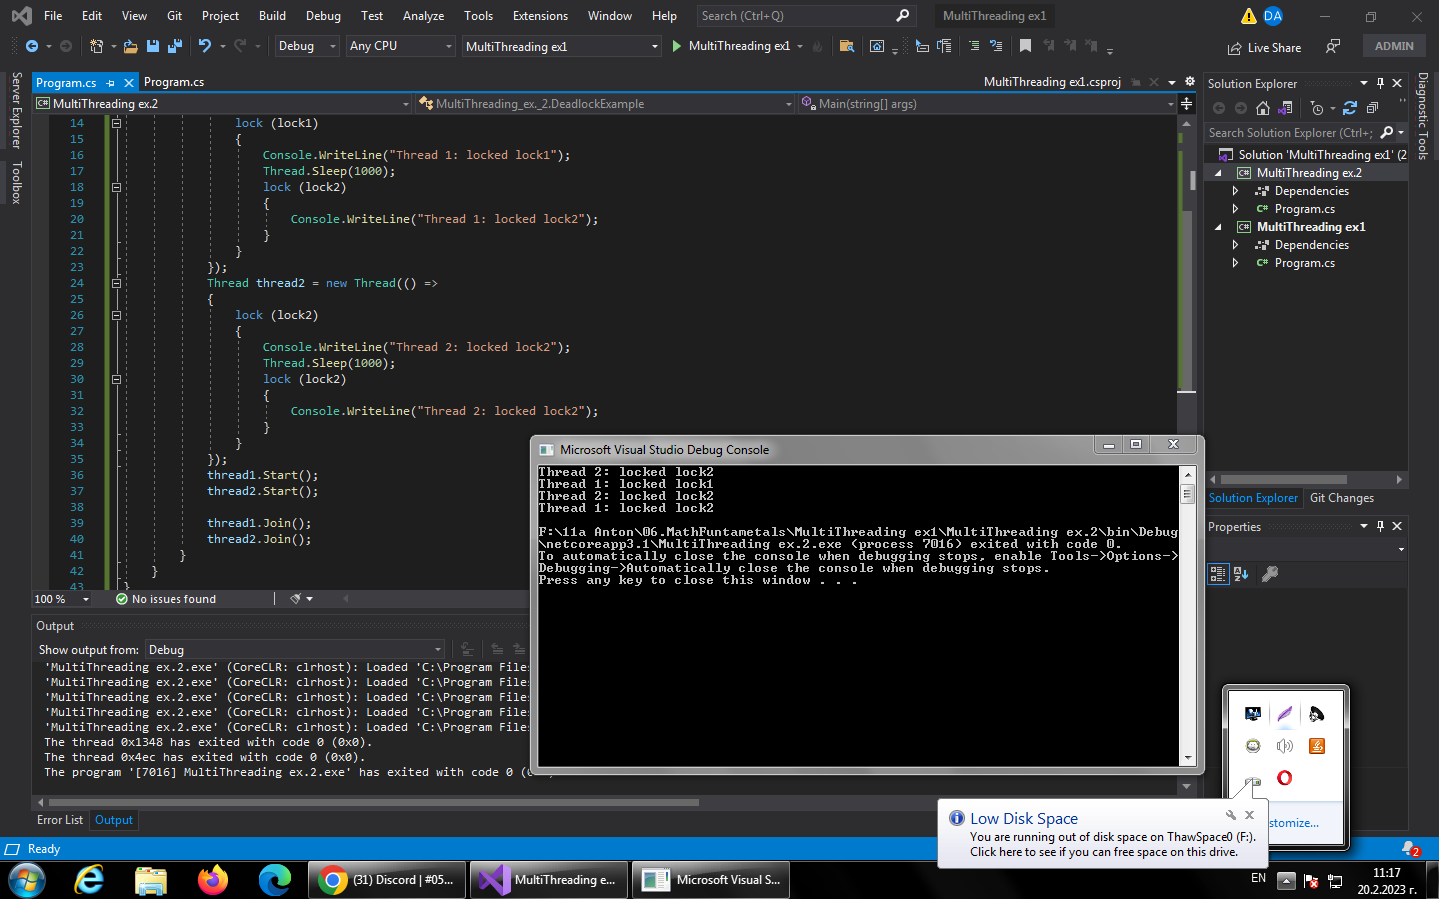 File Edit View Git Project Build Debug Test Analyze Tools Extensions Window Help Search (Ctrl+Q) MultiThreading ex1 DA
Debug Any CPU MultiThreading ex1 MultiThreading ex1 Live Share ADMIN
Server Explorer
Toolbox
Program.cs Program.cs MultiThreading ex1.csproj
MultiThreading ex.2 MultiThreading_ex._2.DeadlockExample Main(string[] args)
14 lock (lock1)
15 {
16 Console.WriteLine("Thread 1: locked lock1");
17 Thread.Sleep(1000);
18 lock (lock2)
19 {
20 Console.WriteLine("Thread 1: locked lock2");
21 }
22 }
23 });
24 Thread thread2 = new Thread(() =>
25 {
26 lock (lock2)
27 {
28 Console.WriteLine("Thread 2: locked lock2");
29 Thread.Sleep(1000);
30 lock (lock2)
31 {
32 Console.WriteLine("Thread 2: locked lock2");
33 }
34 }
35 });
36 thread1.Start();
37 thread2.Start();
38
39 thread1.Join();
40 thread2.Join();
41 }
42 }
43 }
100 % No issues found
Output
Show output from: Debug
'MultiThreading ex.2.exe' (CoreCLR: clrhost): Loaded 'C:\Program Files
'MultiThreading ex.2.exe' (CoreCLR: clrhost): Loaded 'C:\Program Files
'MultiThreading ex.2.exe' (CoreCLR: clrhost): Loaded 'C:\Program Files
'MultiThreading ex.2.exe' (CoreCLR: clrhost): Loaded 'C:\Program Files
'MultiThreading ex.2.exe' (CoreCLR: clrhost): Loaded 'C:\Program Files
The thread 0x1348 has exited with code 0 (0x0).
The thread 0x4ec has exited with code 0 (0x0).
The program '[7016] MultiThreading ex.2.exe' has exited with code 0 (
Error List Output
Microsoft Visual Studio Debug Console
Thread 2: locked lock2
Thread 1: locked lock1
Thread 2: locked lock2
Thread 1: locked lock2
F:\11a Anton\06.MathFuntametals\MultiThreading ex1\MultiThreading ex.2\bin\Debug
\netcoreapp3.1\MultiThreading ex.2.exe (process 7016) exited with code 0.
To automatically close the console when debugging stops, enable Tools->Options->
Debugging->Automatically close the console when debugging stops.
Press any key to close this window . . .
Solution Explorer
Search Solution Explorer (Ctrl+;
Solution 'MultiThreading ex1' (2
MultiThreading ex.2
Dependencies
C# Program.cs
MultiThreading ex1
Dependencies
C# Program.cs
Solution Explorer Git Changes
Properties
Diagnostic Tools
stomize...
Low Disk Space
You are running out of disk space on ThawSpace0 (F:).
Click here to see if you can free space on this drive.
Ready 2
(31) Discord | #05... MultiThreading e... Microsoft Visual S... EN 11:17
20.2.2023 г.